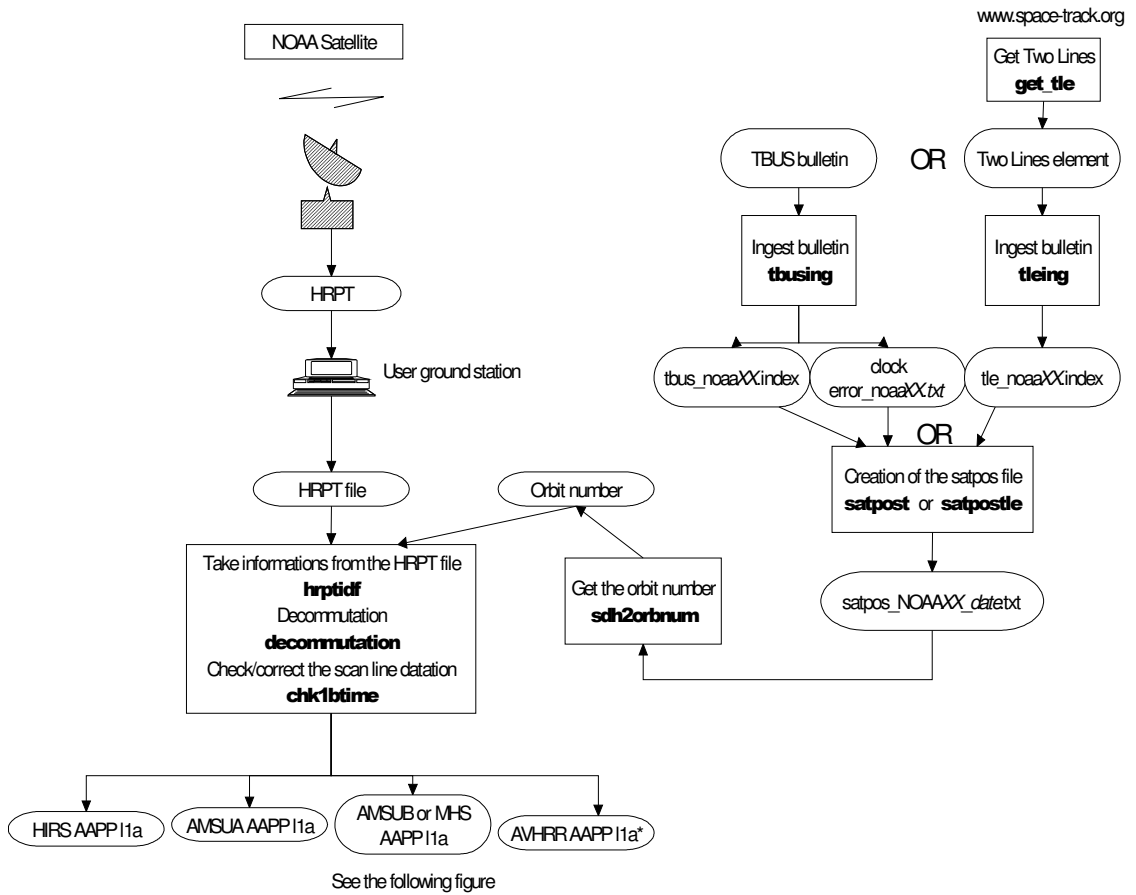 www.space-track.org
NOAA Satellite
Get Two Lines
get_tle
TBUS bulletin
OR
Two Lines element
Ingest bulletin
tbusing
Ingest bulletin
tleing
HRPT
User ground station
tbus_noaaXX.index
clock
error_noaaXX.txt
tle_noaaXX.index
OR
Creation of the satpos file
satpost or satpostle
HRPT file
Orbit number
Take informations from the HRPT file
hrptidf
Decommutation
decommutation
Check/correct the scan line datation
chk1btime
Get the orbit number
sdh2orbnum
satpos_NOAAXX_date.txt
HIRS AAPP l1a
AMSUA AAPP l1a
AMSUB or MHS
AAPP l1a
AVHRR AAPP l1a*
See the following figure